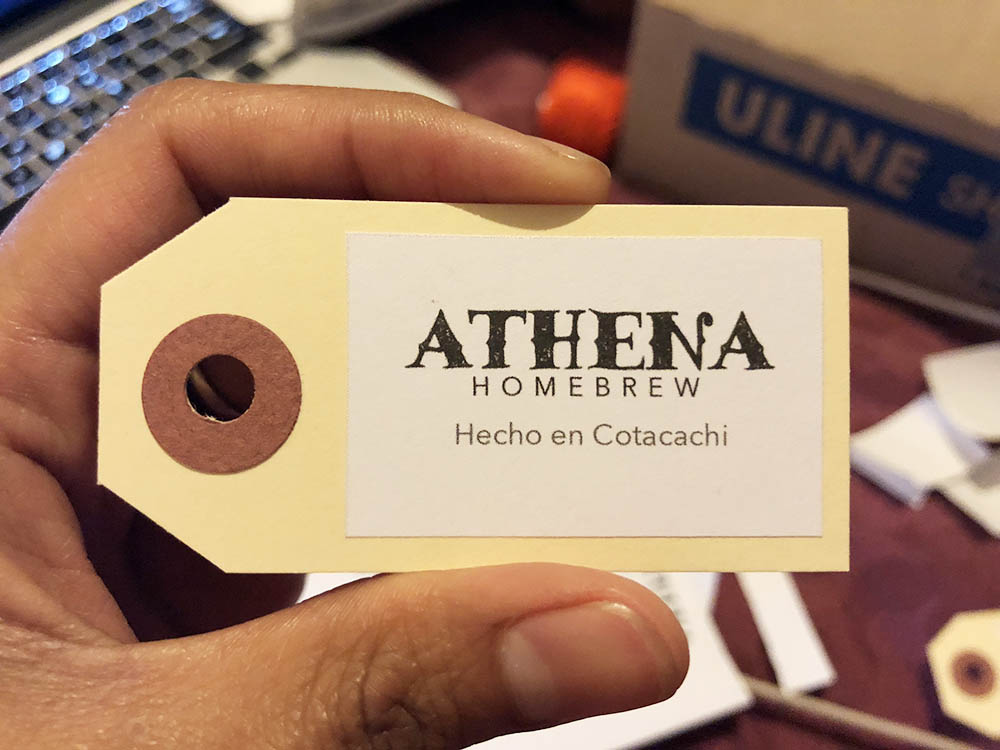 ATHENA
HOMEBREW
Hecho en Cotacachi
ULINE